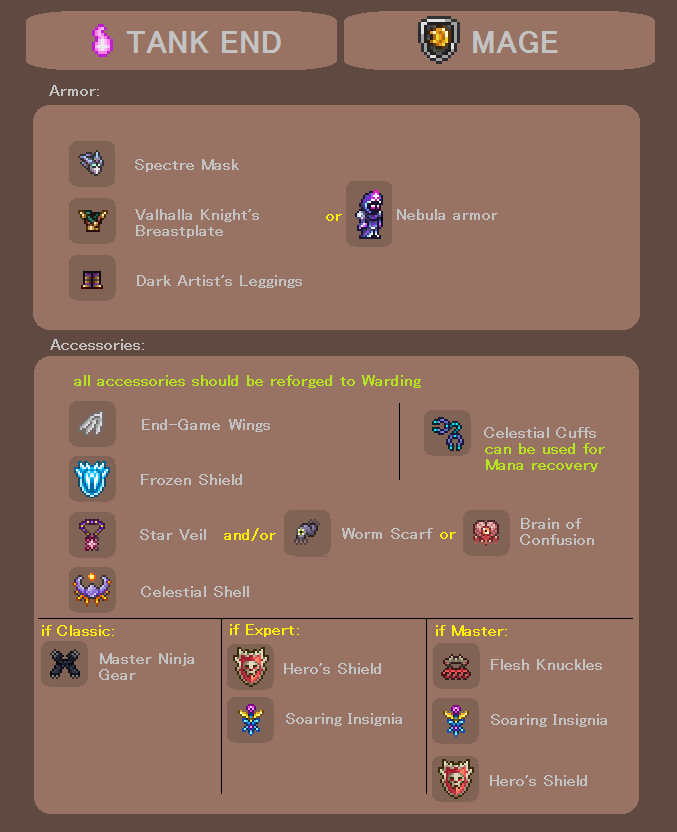 TANK END
MAGE
Armor:
Spectre Mask
Valhalla Knight's
Breastplate
or
Nebula armor
Dark Artist's Leggings
Accessories:
all accessories should be reforged to Warding
End-Game Wings
Celestial Cuffs
can be used for
Mana recovery
Frozen Shield
Star Veil
and/or
Worm Scarf
or
Brain of
Confusion
Celestial Shell
if Classic:
Master Ninja
Gear
if Expert:
Hero's Shield
Soaring Insignia
if Master:
Flesh Knuckles
Soaring Insignia
Hero's Shield